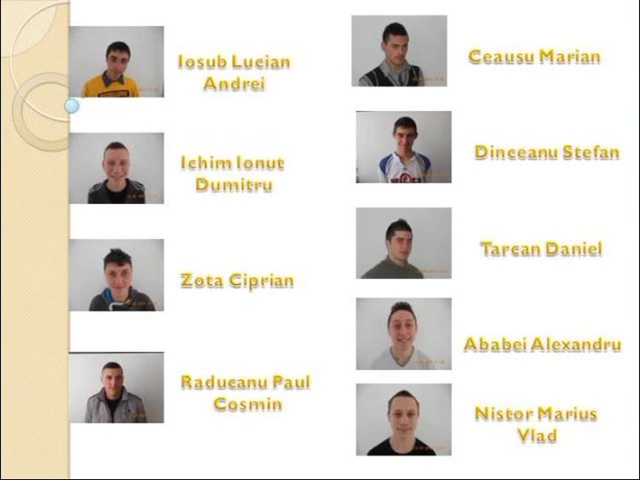 Iosub Lucian
Andrei
Ichim Ionut
Dumitru
Zota Ciprian
Raducanu Paul
Cosmin
Ceausu Marian
Dinceanu Stefan
Tarcan Daniel
Ababei Alexandru
Nistor Marius
Vlad